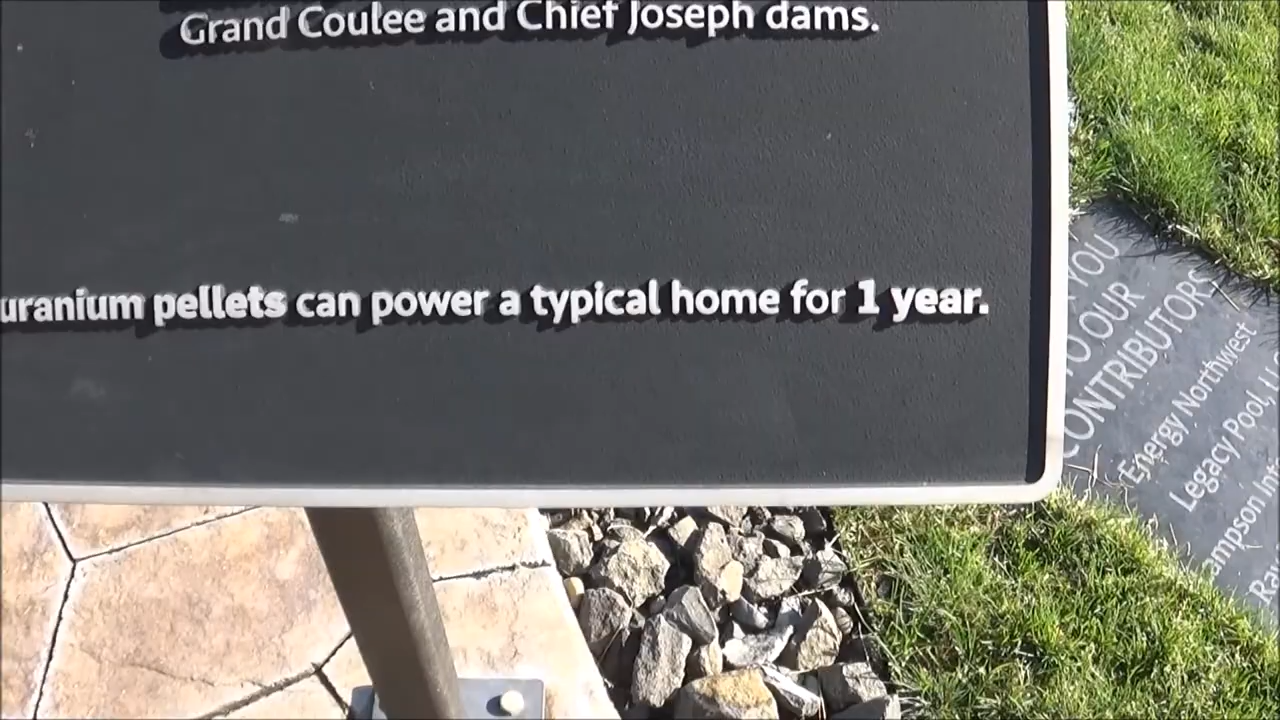 Grand Coulee and Chief Joseph dams.
uranium pellets can power a typical home for 1 year.
YOU
TO OUR
CONTRIBUTORS
Energy Northwest
Legacy Pool,